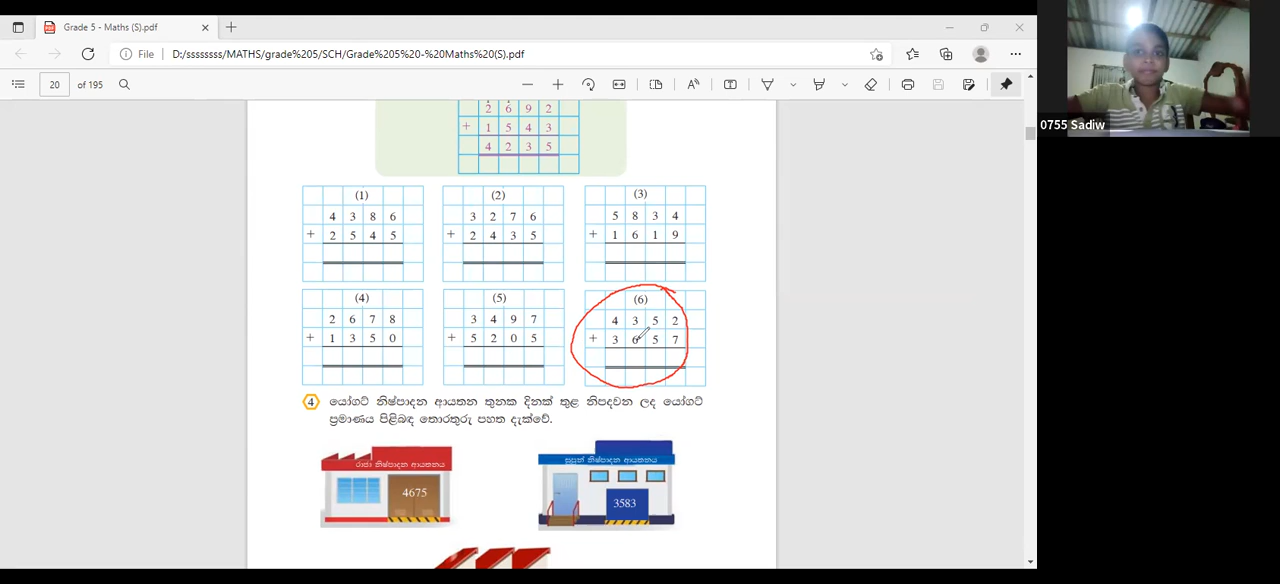 Grade 5 - Maths (S).pdf
File D:/ssssssss/MATHS/grade%205/SCH/Grade%205%20-%20Maths%20(S).pdf
20 of 195
0755 Sadiw
2 6 9 2
+ 1 5 4 3
4 2 3 5
(1) (2) (3)
4 3 8 6 3 2 7 6 5 8 3 4
+ 2 5 4 5 + 2 4 3 5 + 1 6 1 9
(4) (5) (6)
2 6 7 8 3 4 9 7 4 3 5 2
+ 1 3 5 0 + 5 2 0 5 + 3 6 5 7
4 යෝගට් නිෂ්පාදන ආයතන තුනක දිනක් තුළ නිපදවන ලද යෝගට්
ප්‍රමාණය පිළිබඳ තොරතුරු පහත දැක්වේ.
රාජා නිෂ්පාදන ආයතනය
සුපුන් නිෂ්පාදන ආයතනය
4675
3583